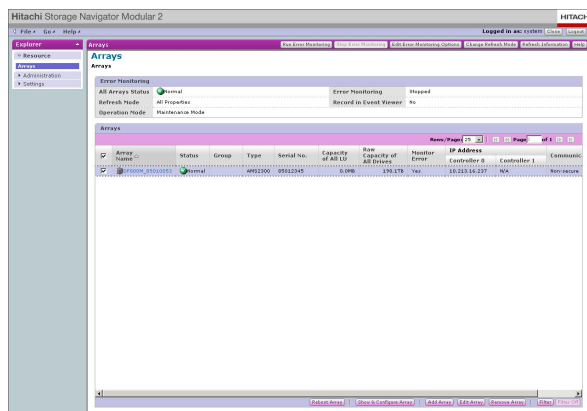 Hitachi Storage Navigator Modular 2
HITACH
File Go Help
Logged in as: system Close Logout
Explorer
Arrays
Run Error Monitoring Stop Error Monitoring Edit Error Monitoring Options Change Refresh Mode Refresh Information Help
Resource
Arrays
Administration
Settings
Arrays
Arrays
Error Monitoring
All Arrays Status Normal Error Monitoring Stopped
Refresh Mode All Properties Record in Event Viewer No
Operation Mode Maintenance Mode
Arrays
Rows/Page: 25 Page of 1
Array Name Status Group Type Serial No. Capacity of All LU Raw Capacity of All Drives Monitor Error IP Address Communic
Controller 0 Controller 1
Normal AMS2300 85012345 0.0MB 190.1TB Yes 10.213.16.237 N/A Non-secure
Reboot Array Show & Configure Array Add Array Edit Array Remove Array Filter Filter Off